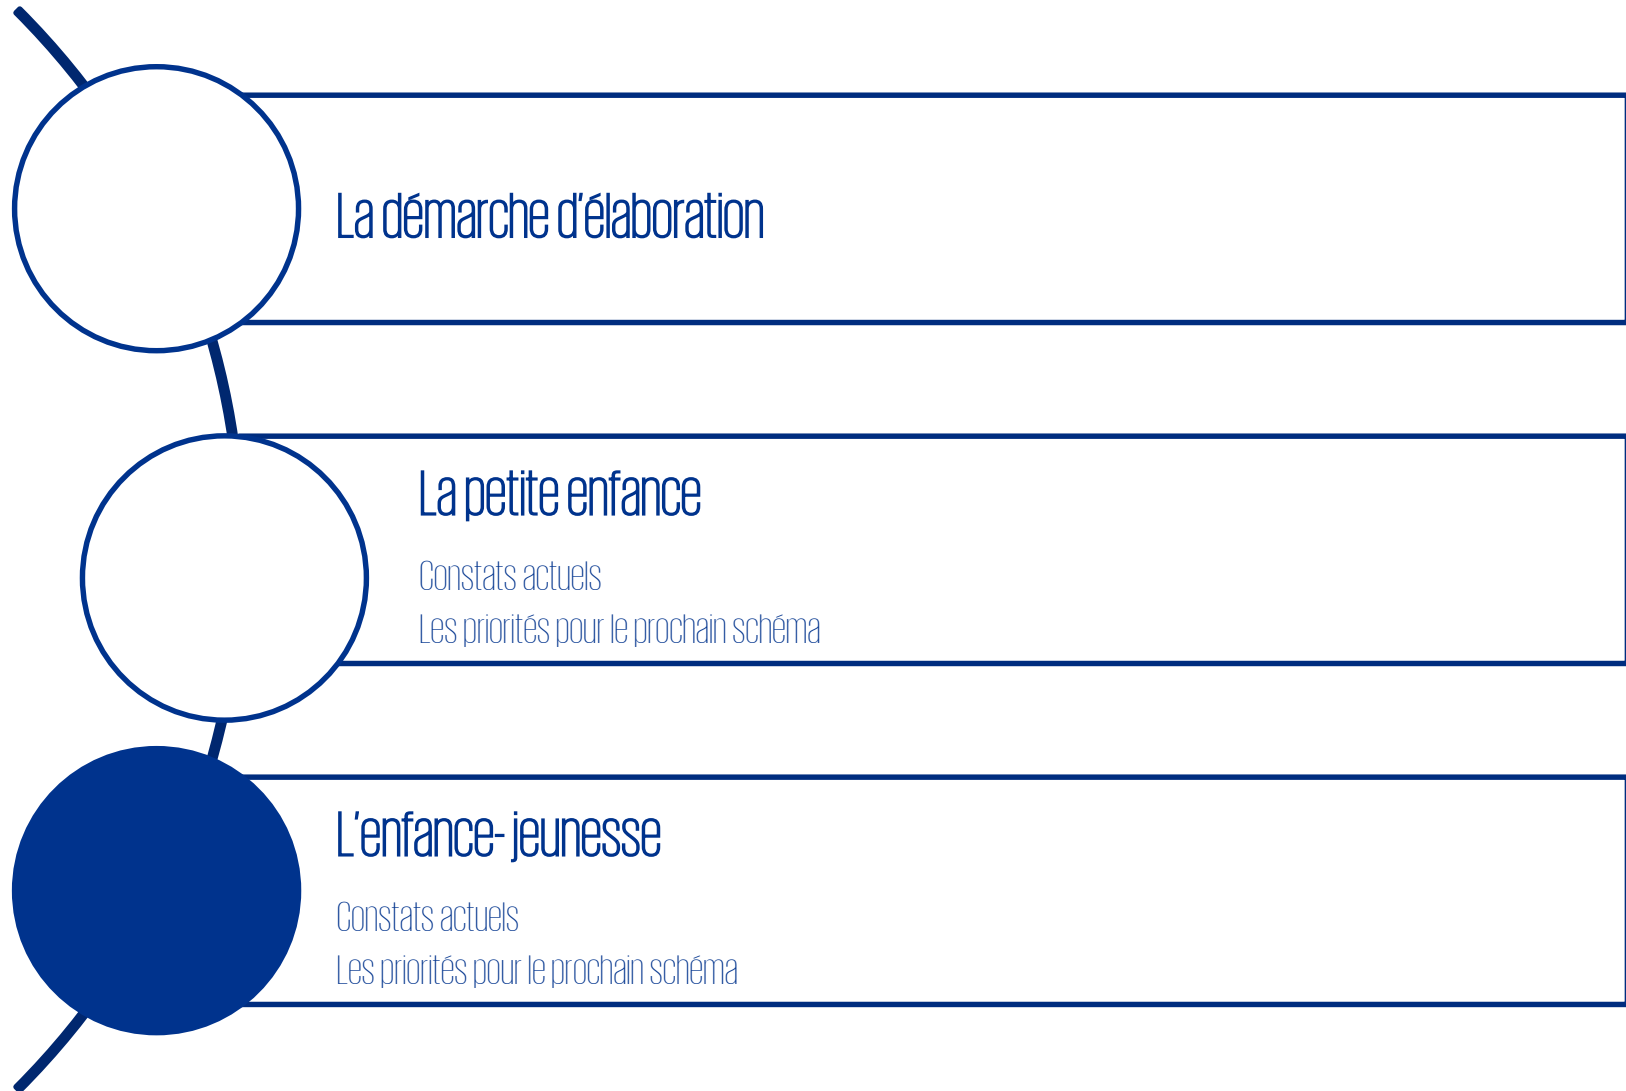 La démarche d'élaboration
La petite enfance
Constats actuels
Les priorités pour le prochain schéma
L'enfance- jeunesse
Constats actuels
Les priorités pour le prochain schéma